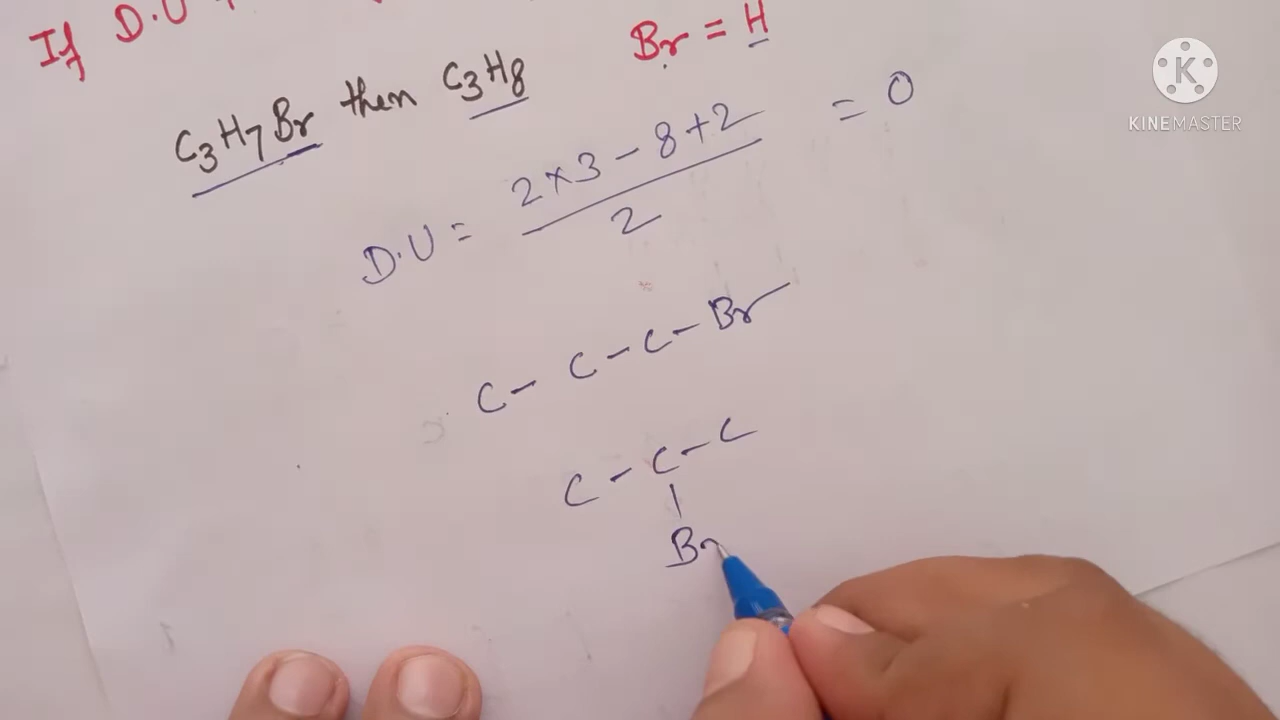 If D.U
Br = H
C3H7Br then C3H8
D.U = 2×3-8+2 / 2 = 0
C - C - C - Br
C - C - C
|
Br
K
KINEMASTER